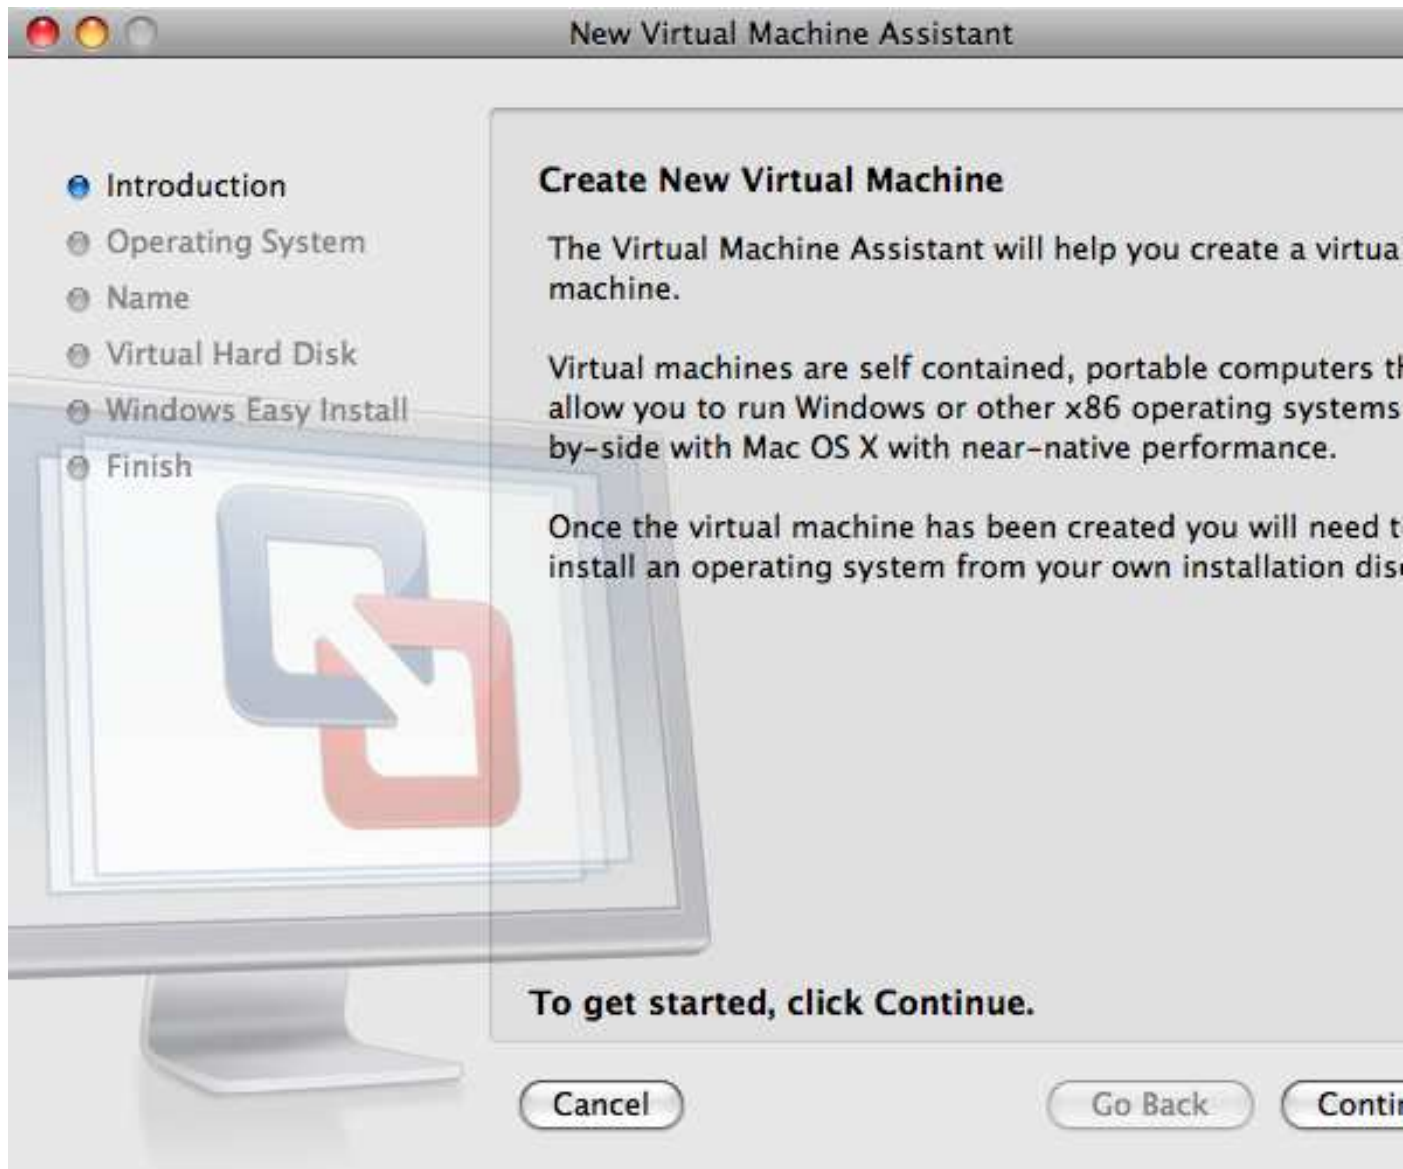 New Virtual Machine Assistant
Introduction
Operating System
Name
Virtual Hard Disk
Windows Easy Install
Finish
Create New Virtual Machine
The Virtual Machine Assistant will help you create a
machine.
Virtual machines are self contained, portable computers
allow you to run Windows or other x86 operating systems
by-side with Mac OS X with near-native performance.
Once the virtual machine has been created you will need
install an operating system from your own installation
To get started, click Continue.
Cancel
Go Back